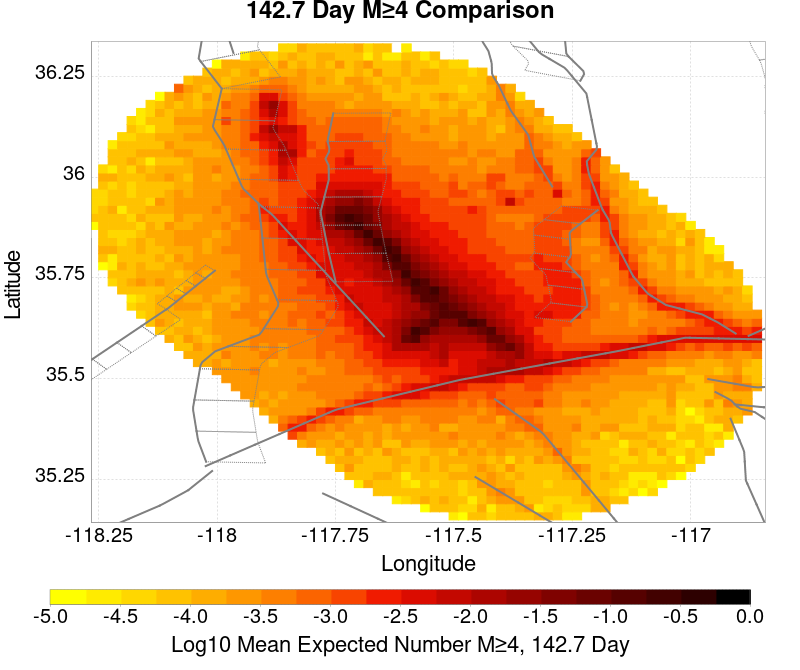 142.7 Day M≥4 Comparison
36.25
36
35.75
35.5
35.25
Latitude
-118.25 -118 -117.75 -117.5 -117.25 -117
Longitude
-5.0 -4.5 -4.0 -3.5 -3.0 -2.5 -2.0 -1.5 -1.0 -0.5 0.0
Log10 Mean Expected Number M≥4, 142.7 Day